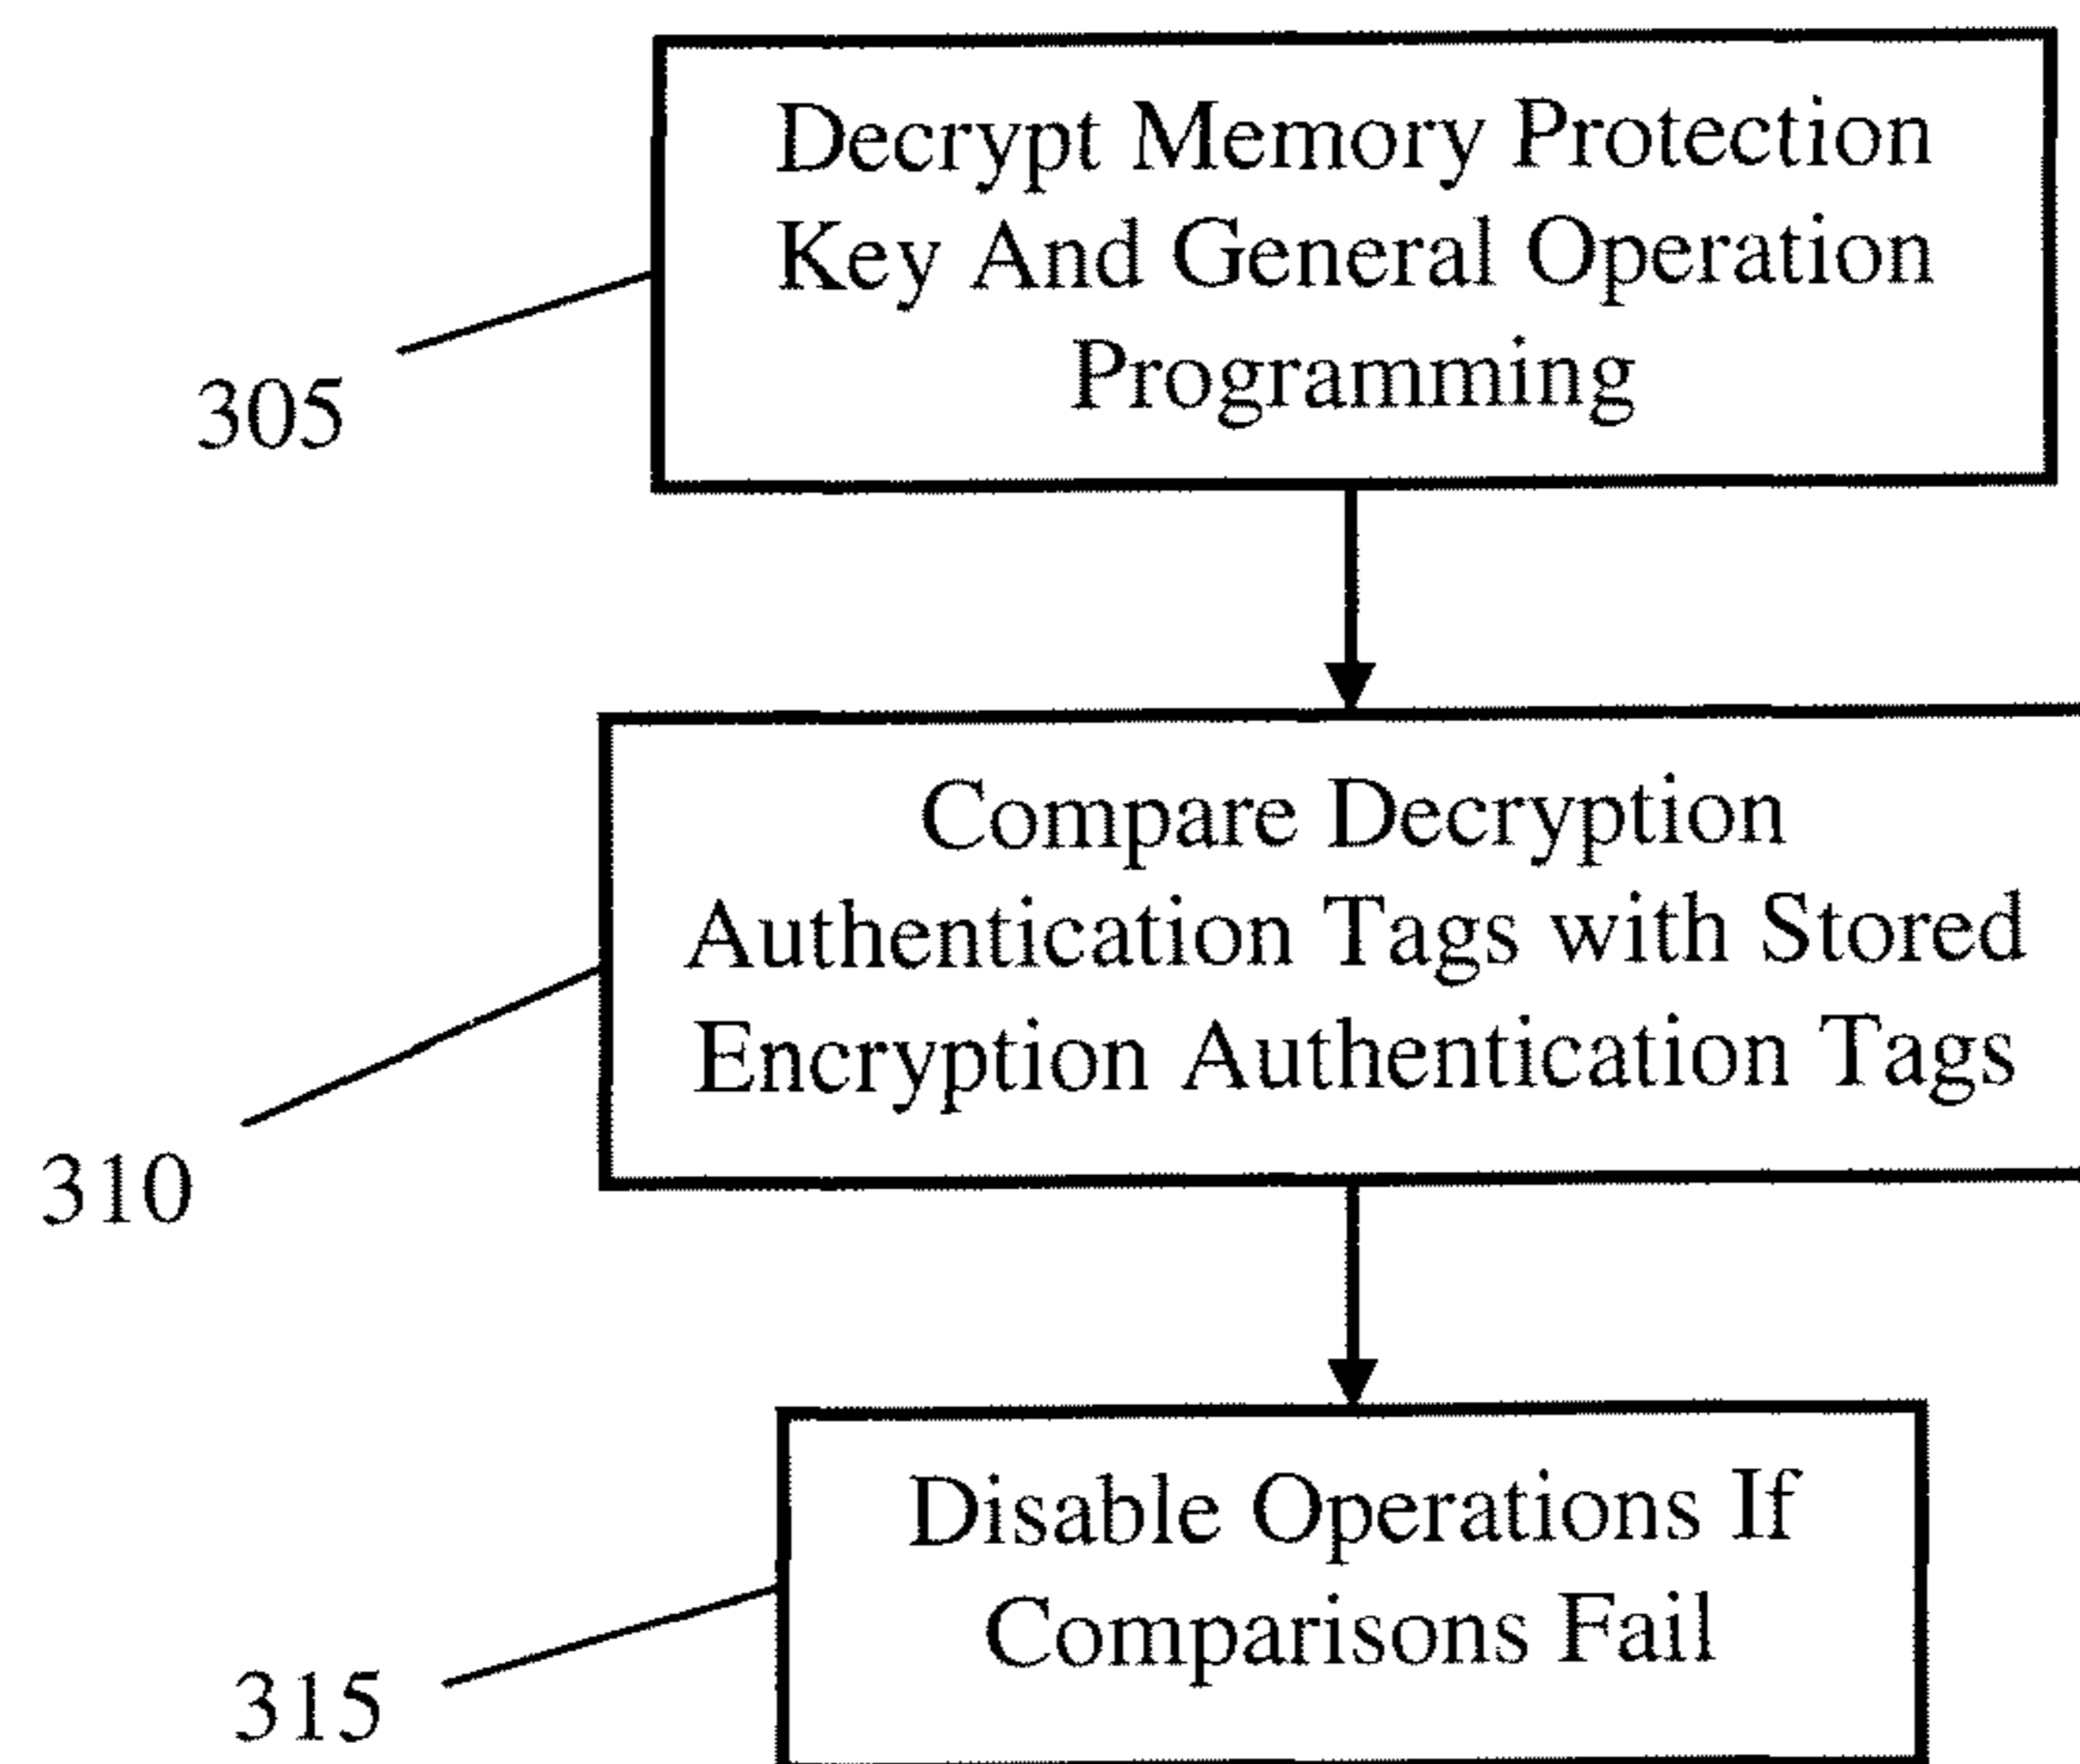 Decrypt Memory Protection
Key And General Operation
Programming
305
Compare Decryption
Authentication Tags with Stored
Encryption Authentication Tags
310
Disable Operations If
Comparisons Fail
315